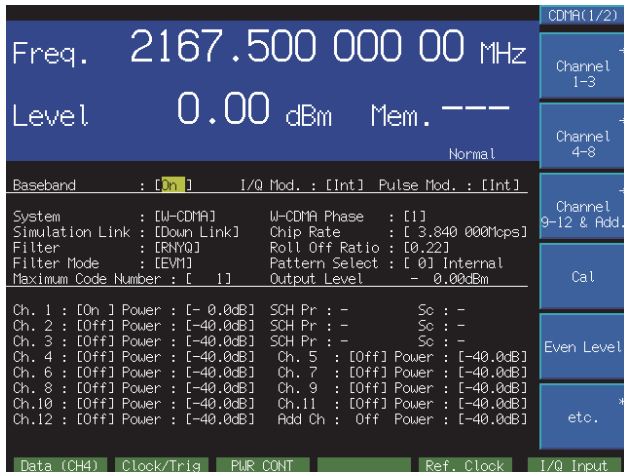 CDMA(1/2)
Freq. 2167.500 000 00 MHz
Level 0.00 dBm Mem. ---
Normal
Channel
1-3
Channel
4-8
Channel
9-12 & Add.
Cal
Even Level
*
etc.
Baseband : [On ] I/Q Mod. : [Int] Pulse Mod. : [Int]
System : [W-CDMA] W-CDMA Phase : [1]
Simulation Link : [Down Link] Chip Rate : [ 3.840 000Mcps]
Filter : [RNYQ] Roll Off Ratio : [0.22]
Filter Mode : [EVM] Pattern Select : [ 0] Internal
Maximum Code Number : [ 1] Output Level - 0.00dBm
Ch. 1 : [On ] Power : [- 0.0dB] SCH Pr : - Sc : -
Ch. 2 : [Off] Power : [-40.0dB] SCH Pr : - Sc : -
Ch. 3 : [Off] Power : [-40.0dB] SCH Pr : - Sc : -
Ch. 4 : [Off] Power : [-40.0dB] Ch. 5 : [Off] Power : [-40.0dB]
Ch. 6 : [Off] Power : [-40.0dB] Ch. 7 : [Off] Power : [-40.0dB]
Ch. 8 : [Off] Power : [-40.0dB] Ch. 9 : [Off] Power : [-40.0dB]
Ch.10 : [Off] Power : [-40.0dB] Ch.11 : [Off] Power : [-40.0dB]
Ch.12 : [Off] Power : [-40.0dB] Add Ch : Off Power : [-40.0dB]
Data (CH4) Clock/Trig PWR CONT Ref. Clock I/Q Input